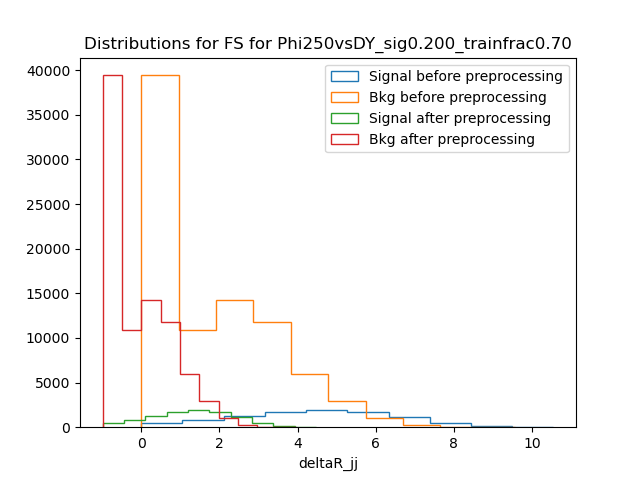 Distributions for FS for Phi250vsDY_sig0.200_trainfrac0.70
Signal before preprocessing
Bkg before preprocessing
Signal after preprocessing
Bkg after preprocessing
40000
35000
30000
25000
20000
15000
10000
5000
0
0 2 4 6 8 10
deltaR_jj